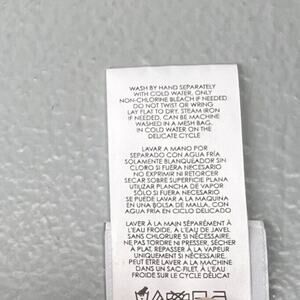 WASH BY HAND SEPARATELY
WITH COLD WATER, ONLY
NON-CHLORINE BLEACH IF NEEDED
DO NOT TWIST OR WRING
LAY FLAT TO DRY. STEAM IRON
IF NEEDED. CAN BE MACHINE
WASHED IN A MESH BAG,
IN COLD WATER ON THE
DELICATE CYCLE
LAVAR A MANO POR
SEPARADO CON AGUA FRÍA
SOLAMENTE BLANQUEADOR SIN
CLORO SI FUERA NECESARIO
NO EXPRIMIR NI RETORCER
SECAR SOBRE SUPERFICIE PLANA
UTILIZAR PLANCHA DE VAPOR
SÓLO SI FUERA NECESARIO
SE PUEDE LAVAR A LA MAQUINA
EN UNA BOLSA DE MALLA, CON
AGUA FRÍA EN CICLO DELICADO
LAVER À LA MAIN SÉPARÉMENT À
L'EAU FROIDE, À L'EAU DE JAVEL
SANS CHLORURE SI NÉCESSAIRE,
NE PAS TORDRE NI PRESSER, SÉCHER
À PLAT. REPASSER À LA VAPEUR
UNIQUEMENT SI NÉCESSAIRE.
PEUT ÊTRE LAVER A LA MACHINE
DANS UN SAC-FILET, À L'EAU
FROIDE SUR LE CYCLE DÉLICAT